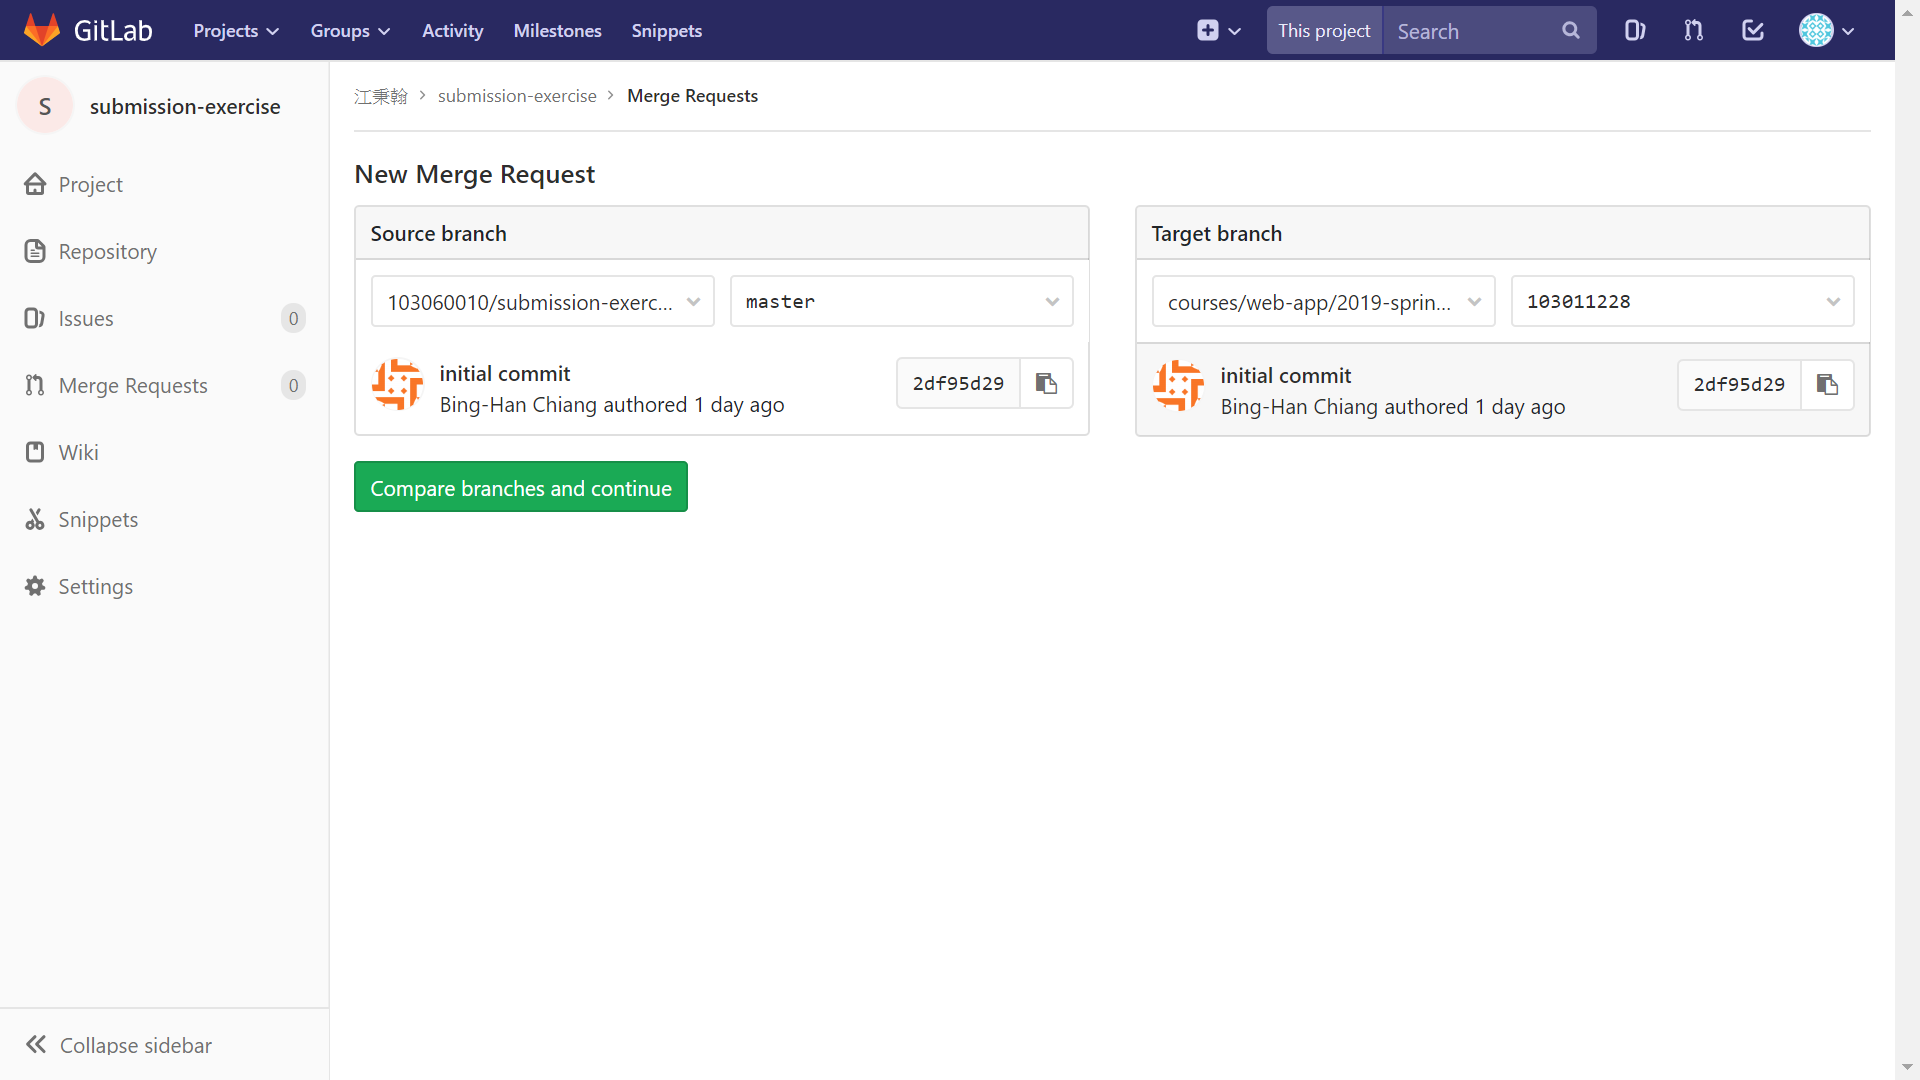 GitLab
Projects
Groups
Activity
Milestones
Snippets
This project
Search
S
submission-exercise
Project
Repository
Issues
0
Merge Requests
0
Wiki
Snippets
Settings
Collapse sidebar
江秉翰 > submission-exercise > Merge Requests
New Merge Request
Source branch
103060010/submission-exerc...
master
initial commit
Bing-Han Chiang authored 1 day ago
2df95d29
Target branch
courses/web-app/2019-sprin...
103011228
initial commit
Bing-Han Chiang authored 1 day ago
2df95d29
Compare branches and continue